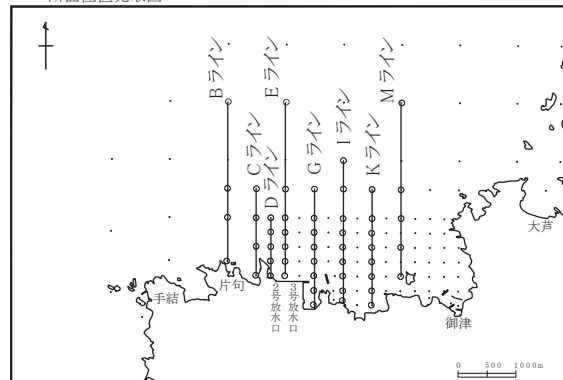 Bライン
Cライン
Dライン
Eライン
Gライン
Iライン
Kライン
Mライン
大芦
片句
手結
2号放水口
3号放水口
御津
0 500 1000m